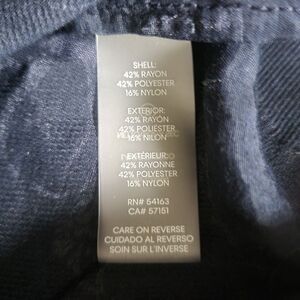 SHELL:
42% RAYON
42% POLYESTER
16% NYLON
EXTERIOR:
42% RAYÓN
42% POLIESTER
16% NILON
EXTÉRIEUR:
42% RAYONNE
42% POLYESTER
16% NYLON
RN# 54163
CA# 57151
CARE ON REVERSE
CUIDADO AL REVERSO
SOIN SUR L'INVERSE